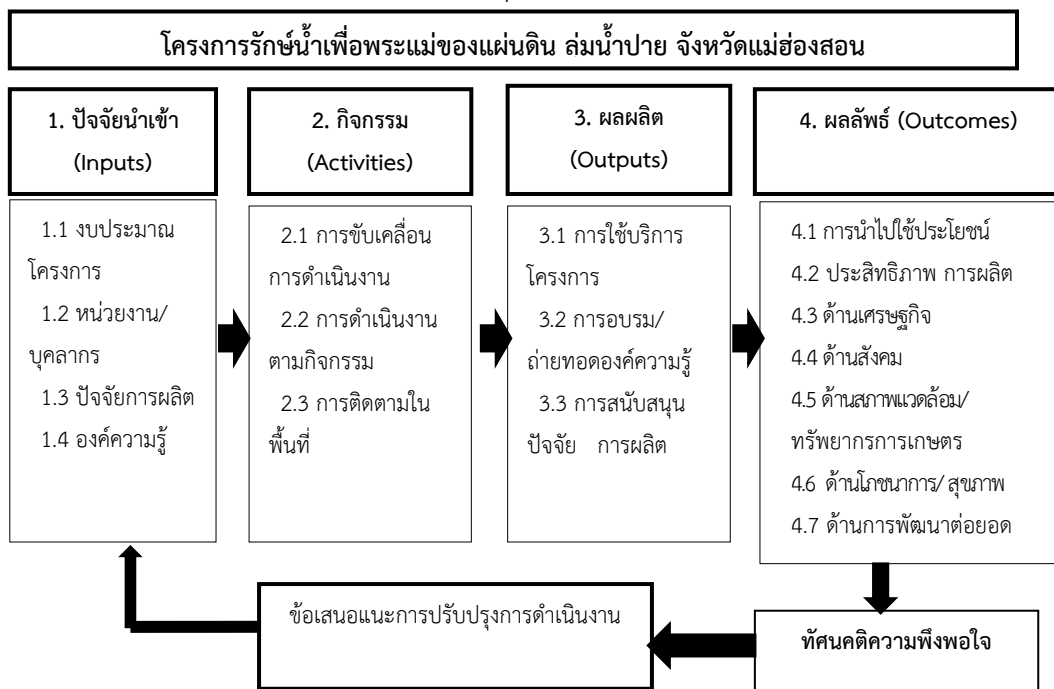 โครงการรักษ์น้ำเพื่อพระแม่ของแผ่นดิน ลุ่มน้ำปาย จังหวัดแม่ฮ่องสอน
1. ปัจจัยนำเข้า
(Inputs)
1.1 งบประมาณ
โครงการ
1.2 หน่วยงาน/
บุคลากร
1.3 ปัจจัยการผลิต
1.4 องค์ความรู้
2. กิจกรรม
(Activities)
2.1 การขับเคลื่อน
การดำเนินงาน
2.2 การดำเนินงาน
ตามกิจกรรม
2.3 การติดตามใน
พื้นที่
3. ผลผลิต
(Outputs)
3.1 การใช้บริการ
โครงการ
3.2 การอบรม/
ถ่ายทอดองค์ความรู้
3.3 การสนับสนุน
ปัจจัย การผลิต
4. ผลลัพธ์ (Outcomes)
4.1 การนำไปใช้ประโยชน์
4.2 ประสิทธิภาพ การผลิต
4.3 ด้านเศรษฐกิจ
4.4 ด้านสังคม
4.5 ด้านสภาพแวดล้อม/
ทรัพยากรการเกษตร
4.6 ด้านโภชนาการ/ สุขภาพ
4.7 ด้านการพัฒนาต่อยอด
ทัศนคติความพึงพอใจ
ข้อเสนอแนะการปรับปรุงการดำเนินงาน